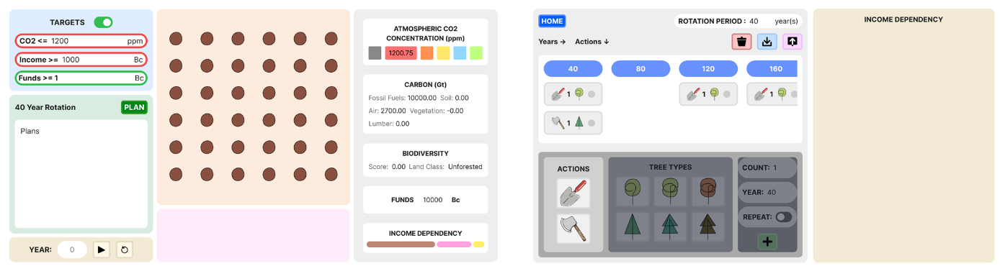 TARGETS
CO2 <= 1200 ppm
Income >= 1000 Bc
Funds >= 1 Bc
40 Year Rotation PLAN
Plans
YEAR: 0
ATMOSPHERIC CO2
CONCENTRATION (ppm)
1200.75
CARBON (Gt)
Fossil Fuels: 10000.00 Soil: 0.00
Air: 2700.00 Vegetation: -0.00
Lumber: 0.00
BIODIVERSITY
Score: 0.00 Land Class: Unforested
FUNDS 10000 Bc
INCOME DEPENDENCY
HOME ROTATION PERIOD : 40 year(s)
Years → Actions ↓
40 80 120 160
1 1 1
1
ACTIONS
TREE TYPES
COUNT: 1
YEAR: 40
REPEAT:
INCOME DEPENDENCY